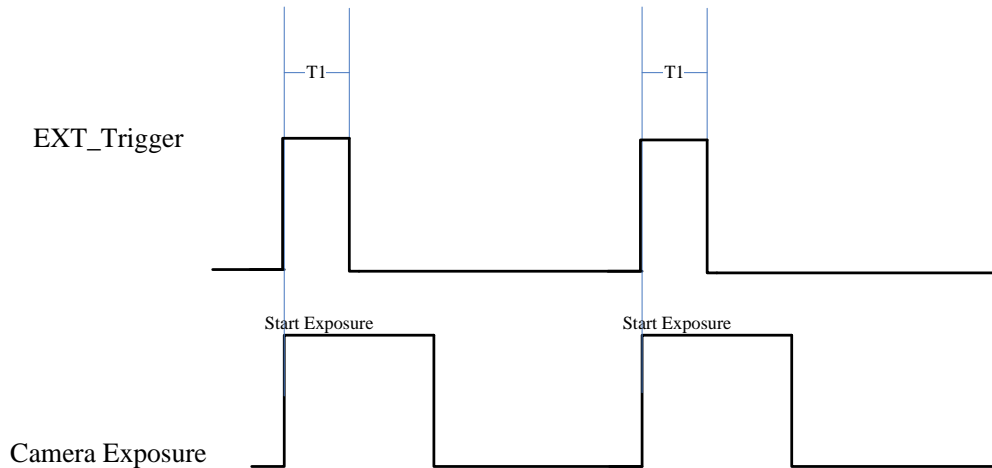 T1 T1
EXT_Trigger
Start Exposure Start Exposure
Camera Exposure